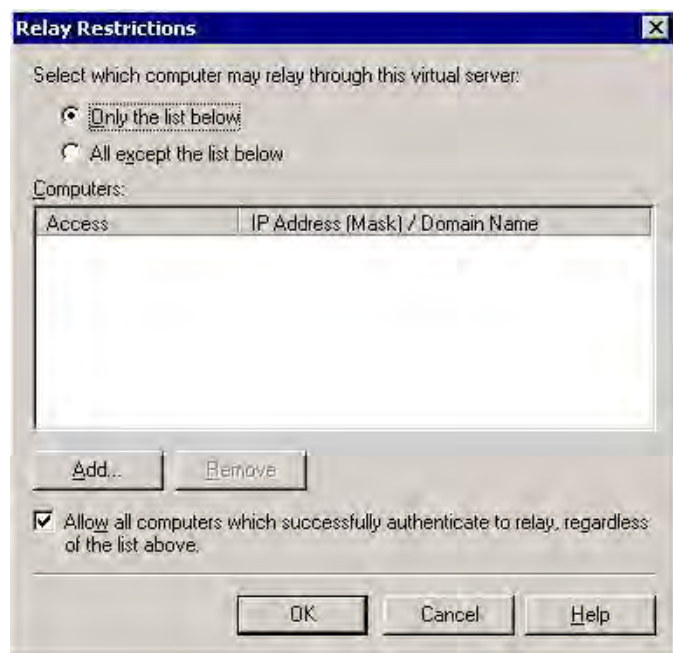 Relay Restrictions
Select which computer may relay through this virtual server:
Only the list below
All except the list below
Computers:
Access IP Address (Mask) / Domain Name
Add... Remove
Allow all computers which successfully authenticate to relay, regardless
of the list above.
OK Cancel Help